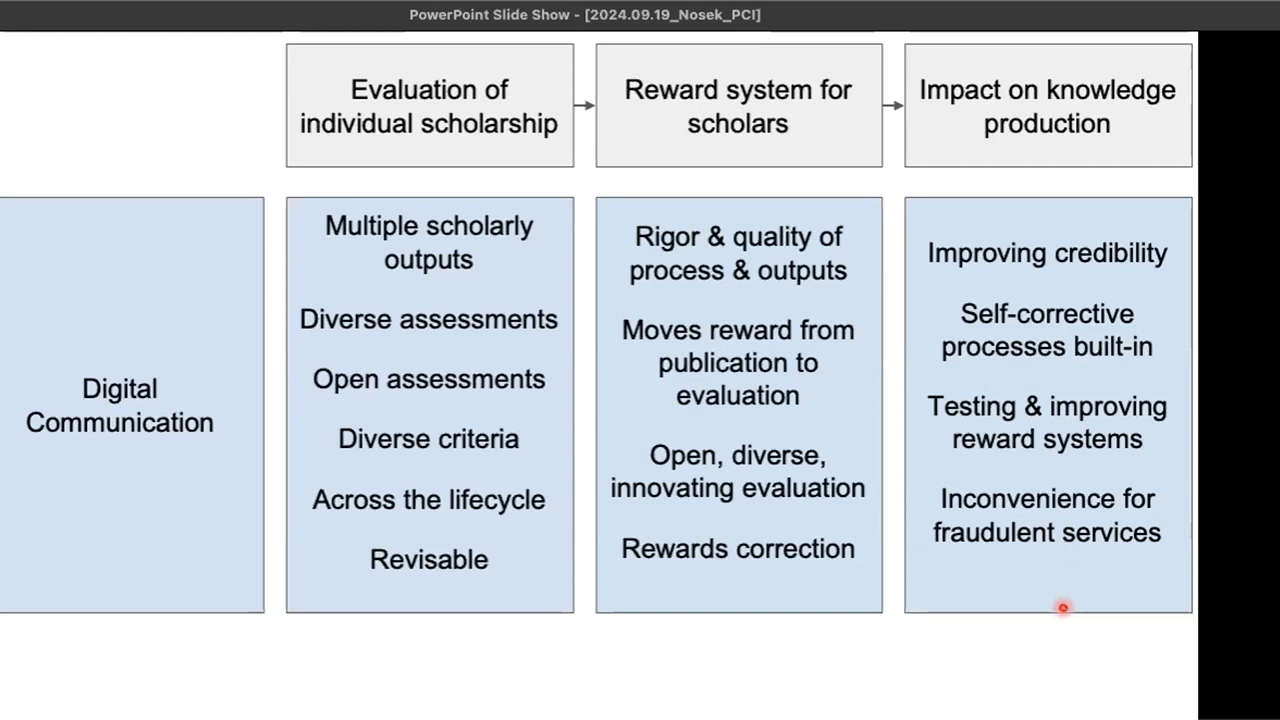 PowerPoint Slide Show - [2024.09.19_Nosek_PCI]
Evaluation of
individual scholarship
Reward system for
scholars
Impact on knowledge
production
Digital
Communication
Multiple scholarly
outputs
Diverse assessments
Open assessments
Diverse criteria
Across the lifecycle
Revisable
Rigor & quality of
process & outputs
Moves reward from
publication to
evaluation
Open, diverse,
innovating evaluation
Rewards correction
Improving credibility
Self-corrective
processes built-in
Testing & improving
reward systems
Inconvenience for
fraudulent services